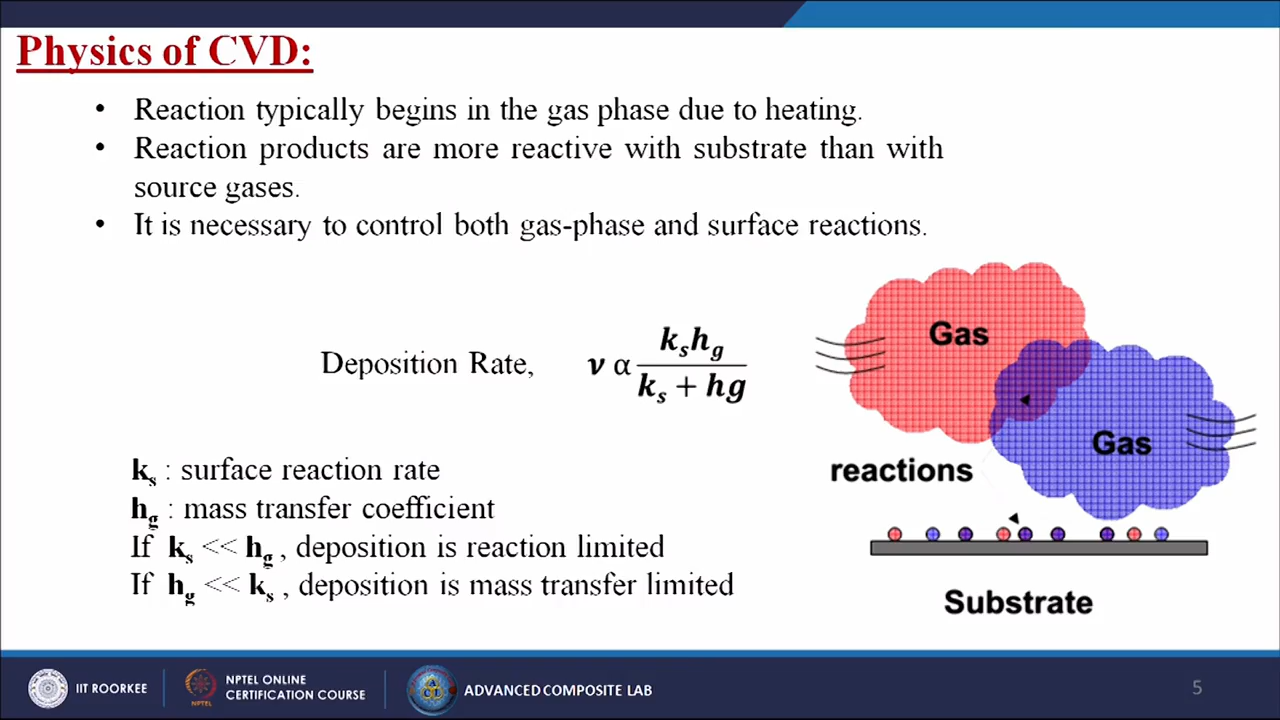 Physics of CVD:
• Reaction typically begins in the gas phase due to heating.
• Reaction products are more reactive with substrate than with
source gases.
• It is necessary to control both gas-phase and surface reactions.
Deposition Rate, ν α k_s h_g / k_s + hg
k_s : surface reaction rate
h_g : mass transfer coefficient
If k_s << h_g , deposition is reaction limited
If h_g << k_s , deposition is mass transfer limited
Gas
Gas
reactions
Substrate
IIT ROORKEE
NPTEL
NPTEL ONLINE
CERTIFICATION COURSE
ADVANCED COMPOSITE LAB
5